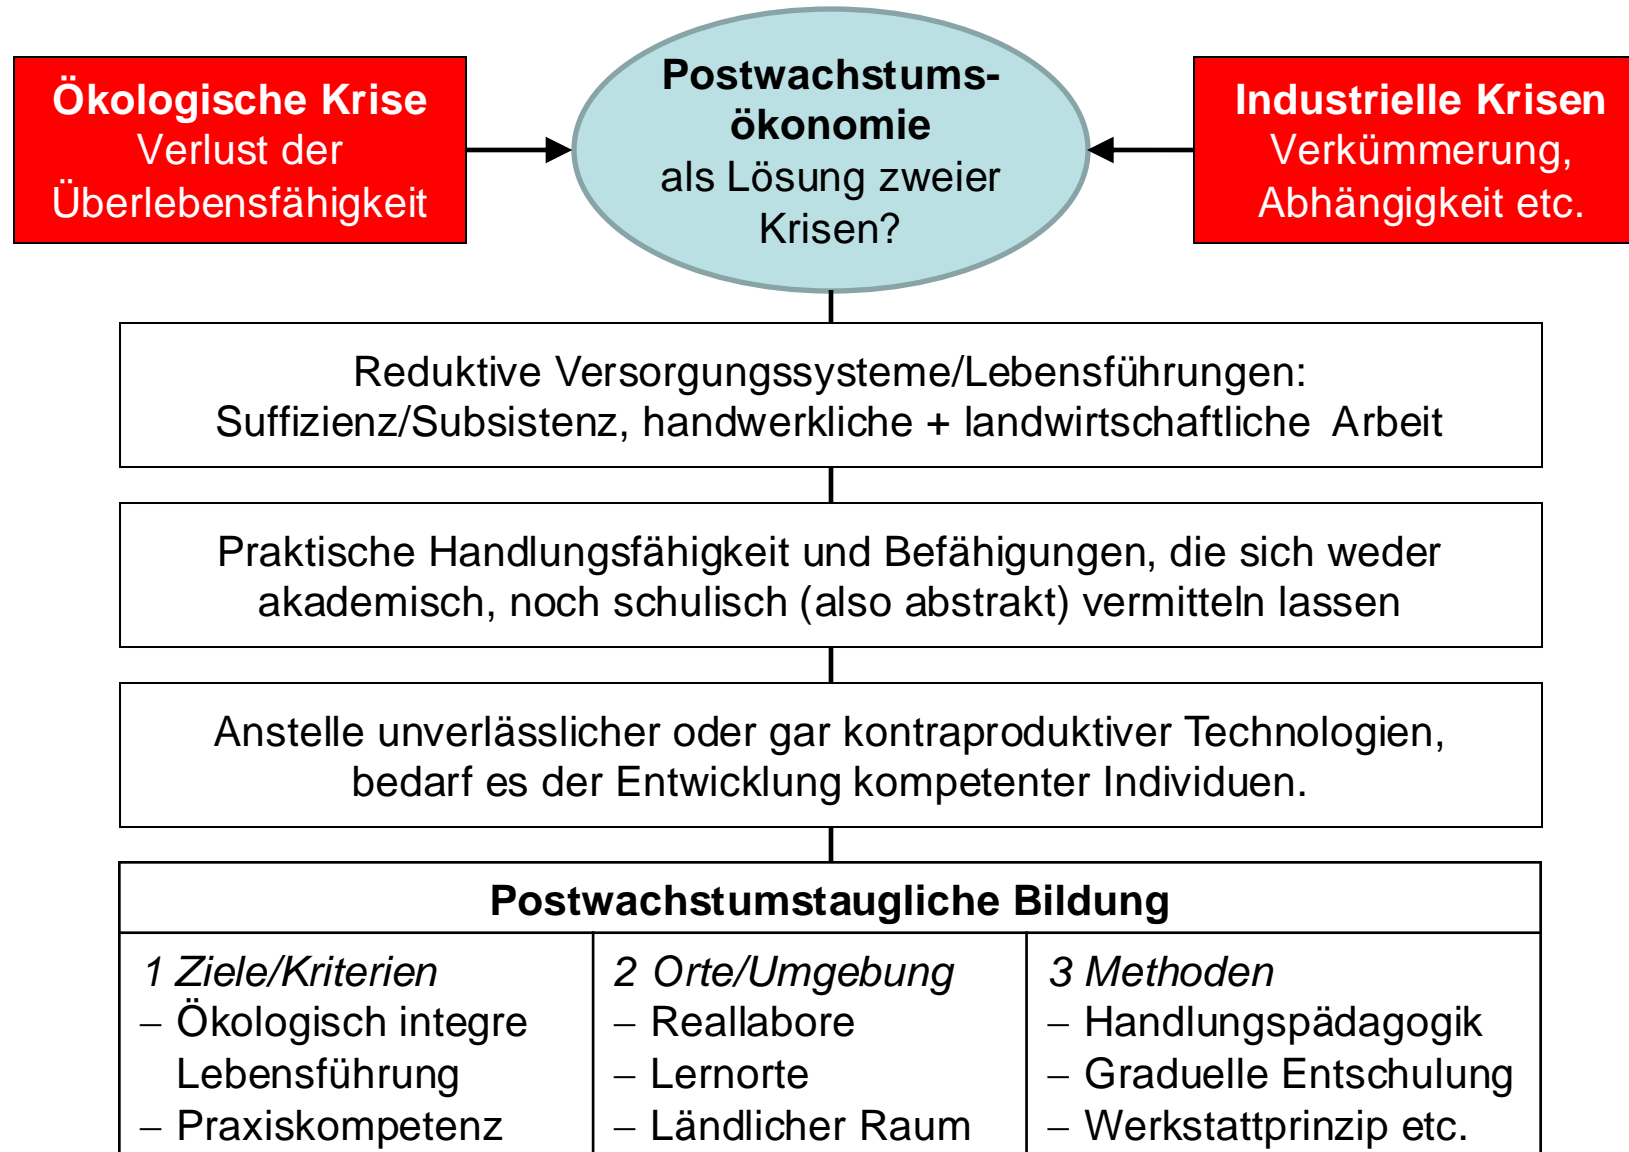 Ökologische Krise
Verlust der
Überlebensfähigkeit
Postwachstums-
ökonomie
als Lösung zweier
Krisen?
Industrielle Krisen
Verkümmerung,
Abhängigkeit etc.
Reduktive Versorgungssysteme/Lebensführungen:
Suffizienz/Subsistenz, handwerkliche + landwirtschaftliche Arbeit
Praktische Handlungsfähigkeit und Befähigungen, die sich weder
akademisch, noch schulisch (also abstrakt) vermitteln lassen
Anstelle unverlässlicher oder gar kontraproduktiver Technologien,
bedarf es der Entwicklung kompetenter Individuen.
Postwachstumstaugliche Bildung
1 Ziele/Kriterien
– Ökologisch integre
Lebensführung
– Praxiskompetenz
2 Orte/Umgebung
– Reallabore
– Lernorte
– Ländlicher Raum
3 Methoden
– Handlungspädagogik
– Graduelle Entschulung
– Werkstattprinzip etc.